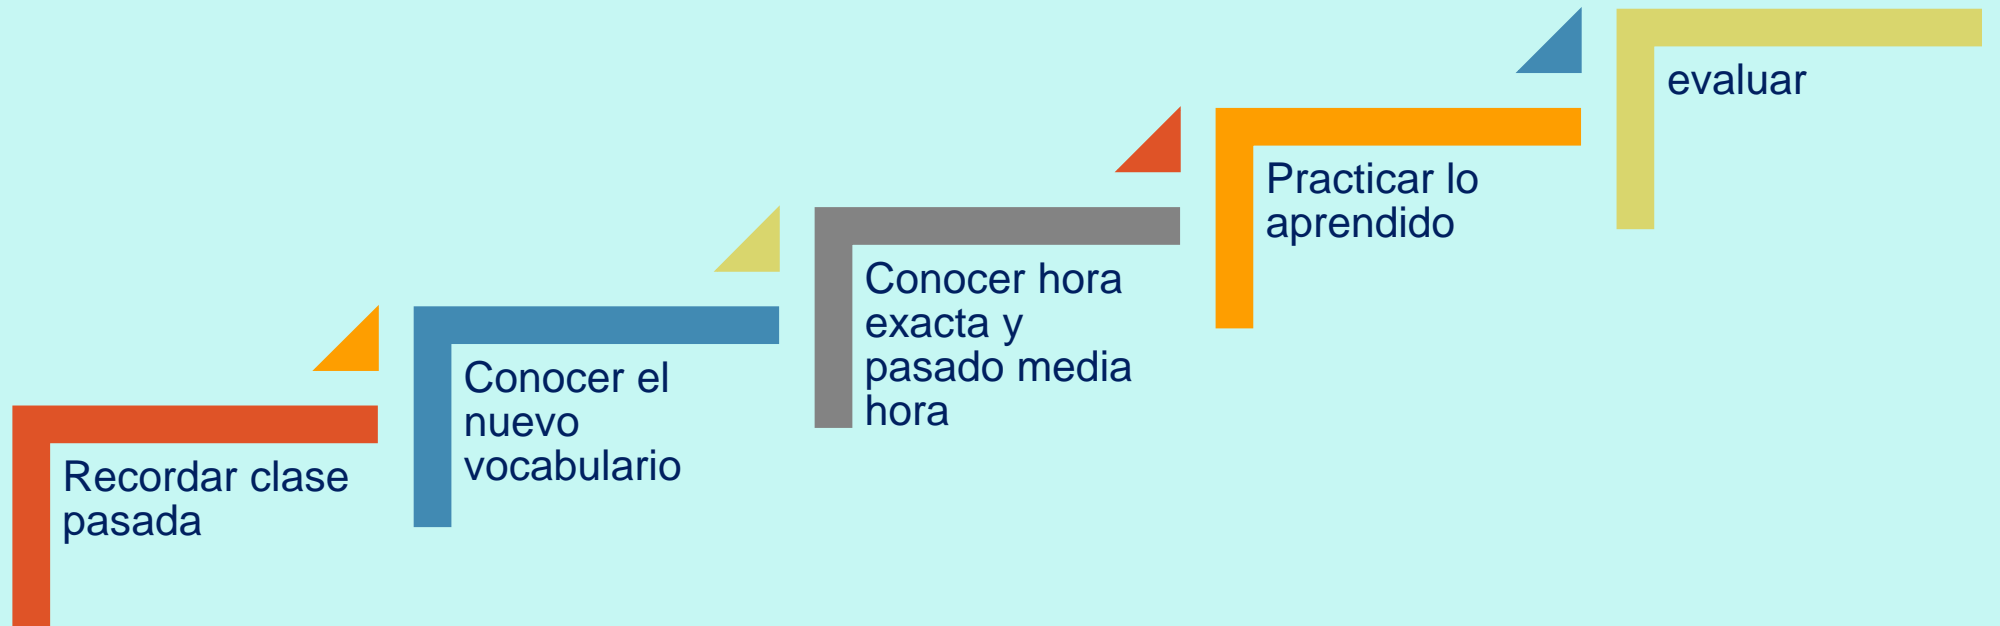 Recordar clase
pasada
Conocer el
nuevo
vocabulario
Conocer hora
exacta y
pasado media
hora
Practicar lo
aprendido
evaluar